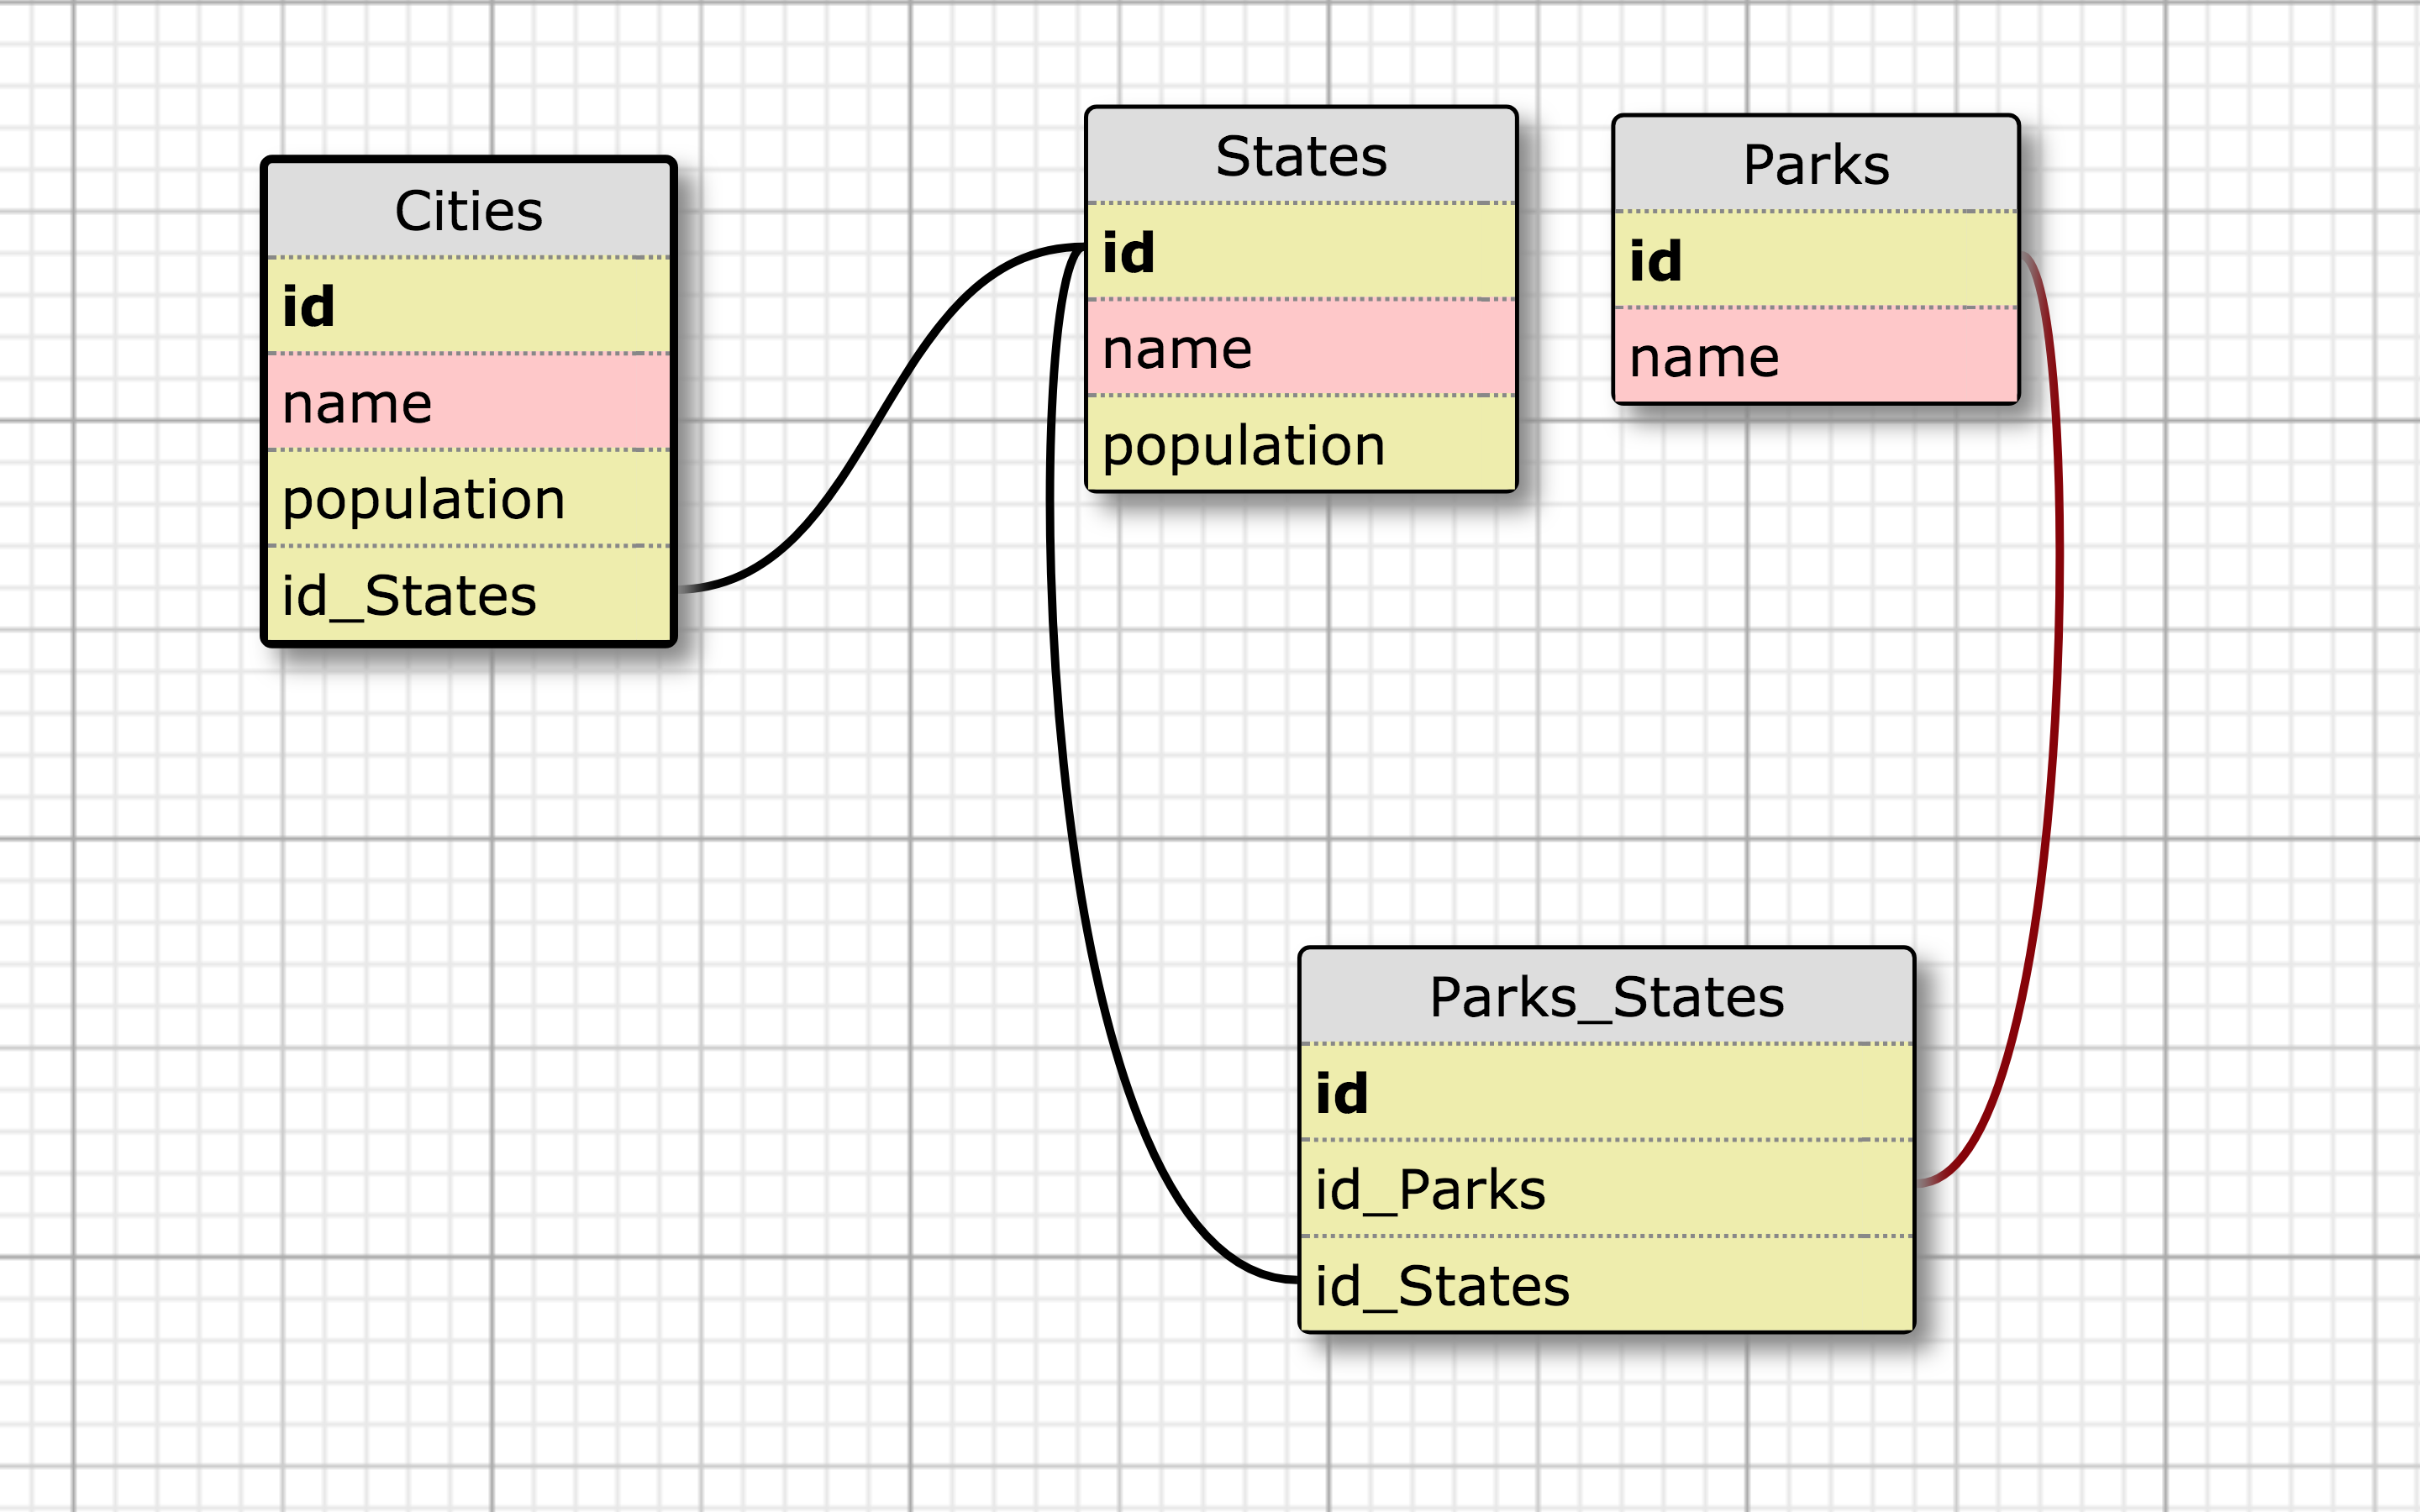 Cities
id
name
population
id_States
States
id
name
population
Parks
id
name
Parks_States
id
id_Parks
id_States